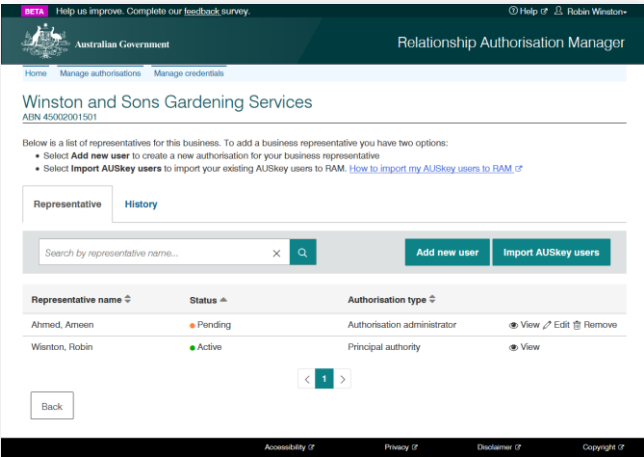 BETA Help us improve. Complete our feedback survey. Help Robin Winston
Australian Government Relationship Authorisation Manager
Home Manage authorisations Manage credentials
Winston and Sons Gardening Services
ABN 45002001501
Below is a list of representatives for this business. To add a business representative you have two options:
• Select Add new user to create a new authorisation for your business representative
• Select Import AUSkey users to import your existing AUSkey users to RAM. How to import my AUSkey users to RAM
Representative History
Search by representative name... Add new user Import AUSkey users
Representative name Status Authorisation type
Ahmed, Ameen Pending Authorisation administrator View Edit Remove
Wisnton, Robin Active Principal authority View
< 1 >
Back
Accessibility Privacy Disclaimer Copyright